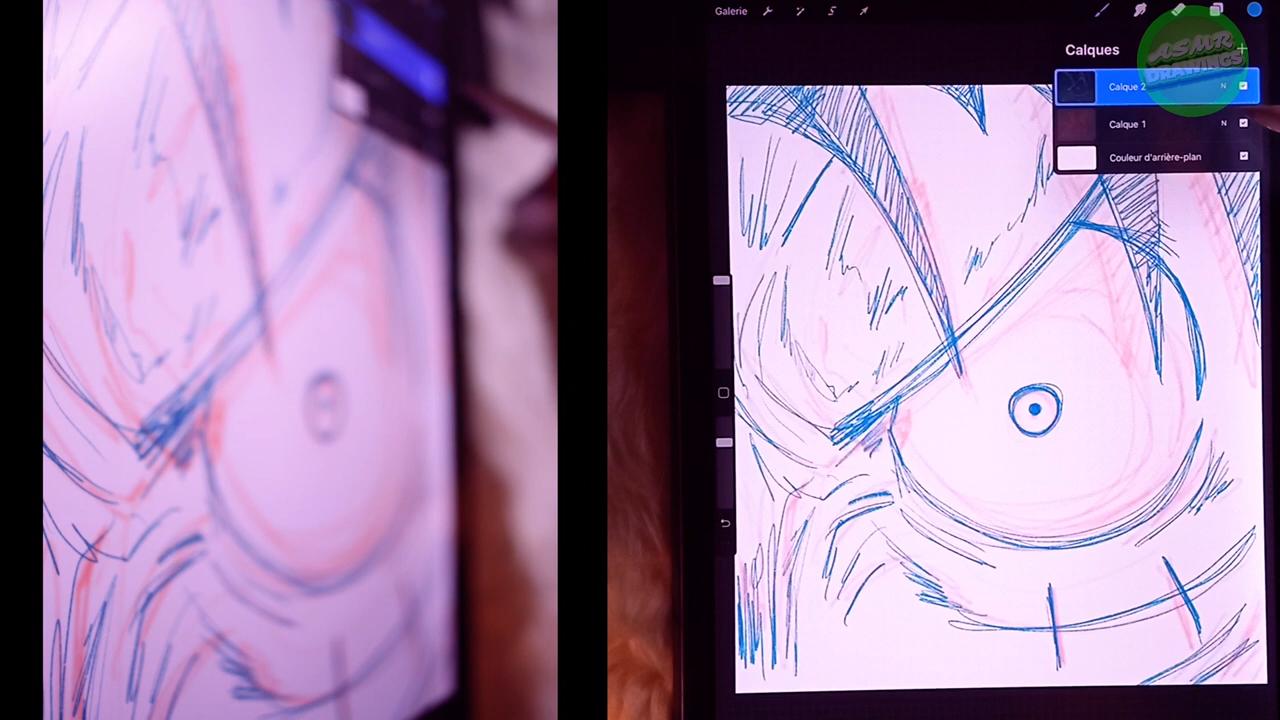 Galerie
Calques
ASMR
DRAWINGS
Calque 2
N
Calque 1
N
Couleur d'arrière-plan